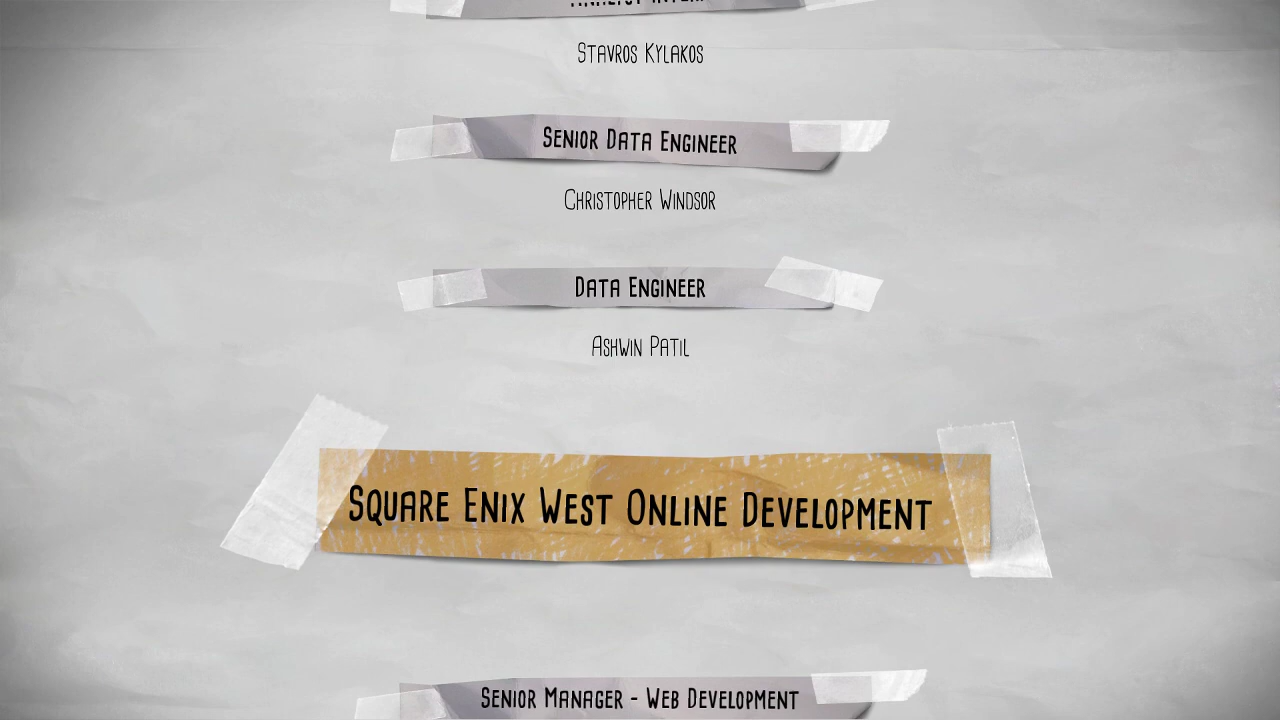 Stavros Kylakos
Senior Data Engineer
Christopher Windsor
Data Engineer
Ashwin Patil
Square Enix West Online Development
Senior Manager - Web Development